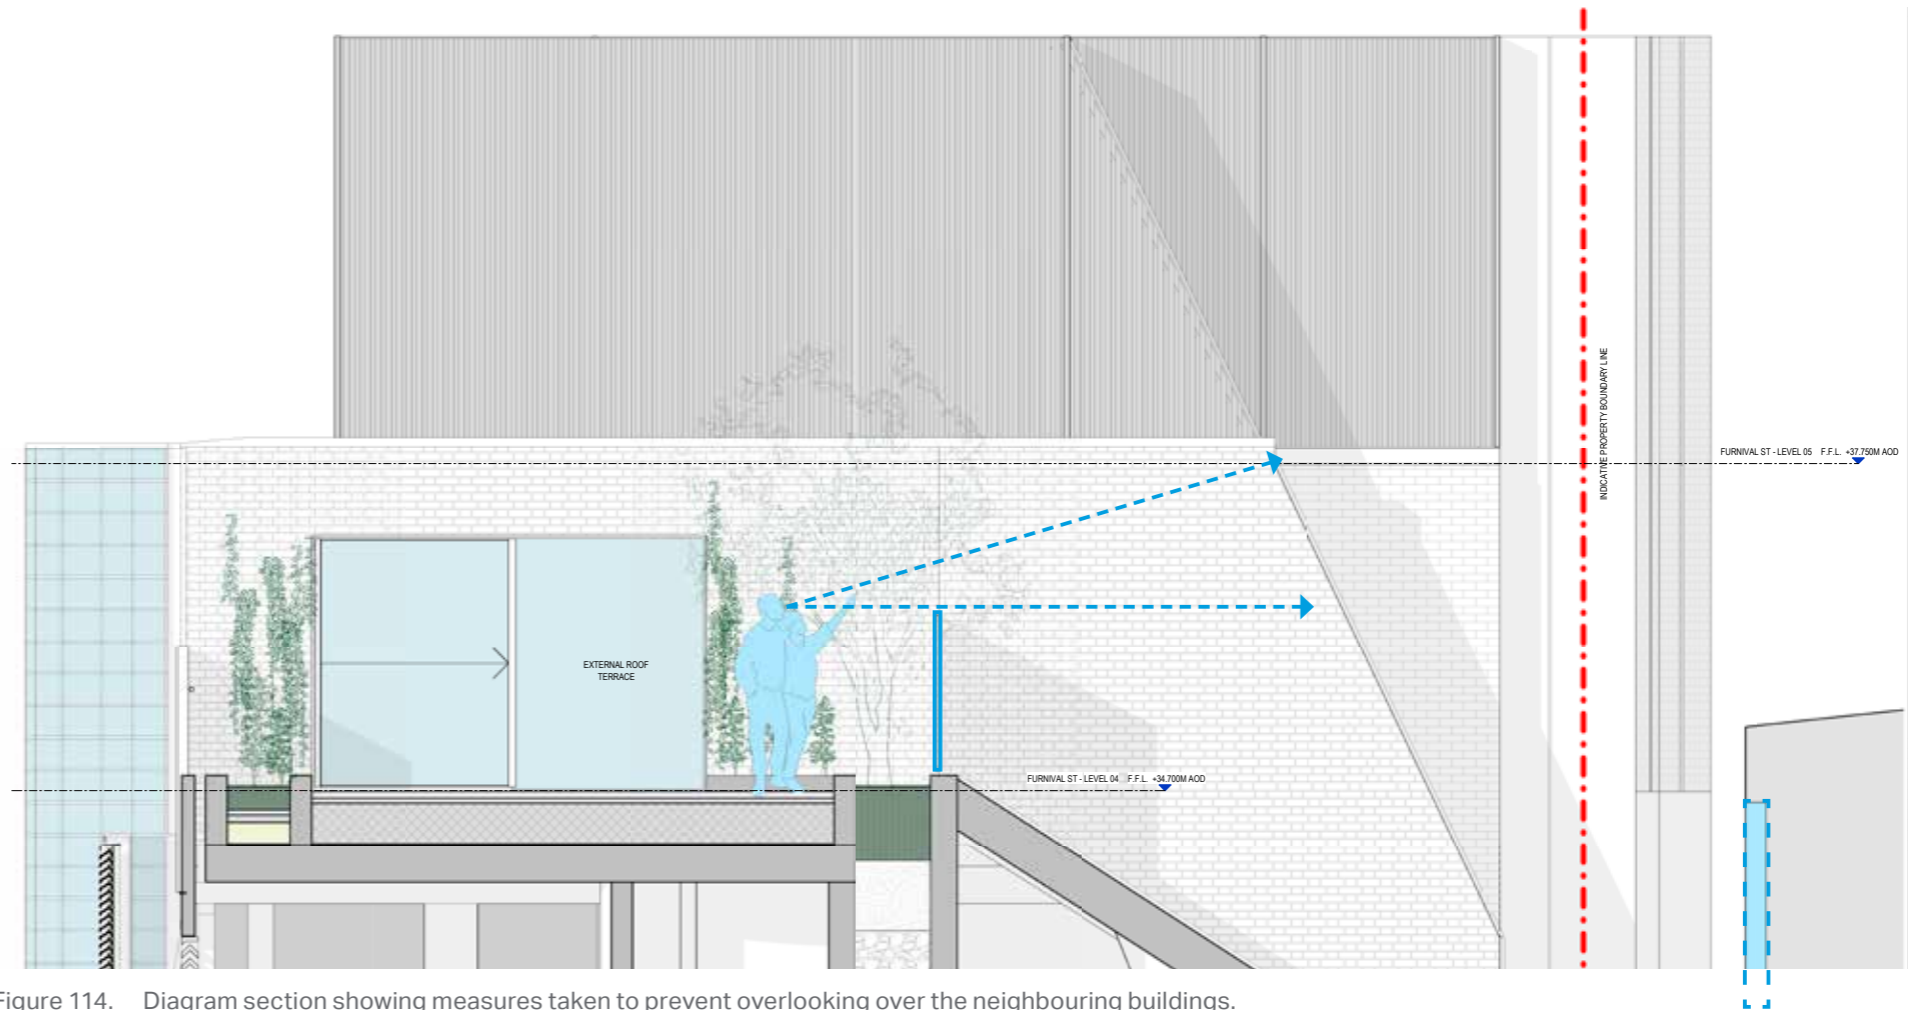 INDICATIVE PROPERTY BOUNDARY LINE
FURNIVAL ST - LEVEL 05 F.F.L. +37.750M AOD
EXTERNAL ROOF
TERRACE
FURNIVAL ST - LEVEL 04 F.F.L. +34.700M AOD
Figure 114. Diagram section showing measures taken to prevent overlooking over the neighbouring buildings.